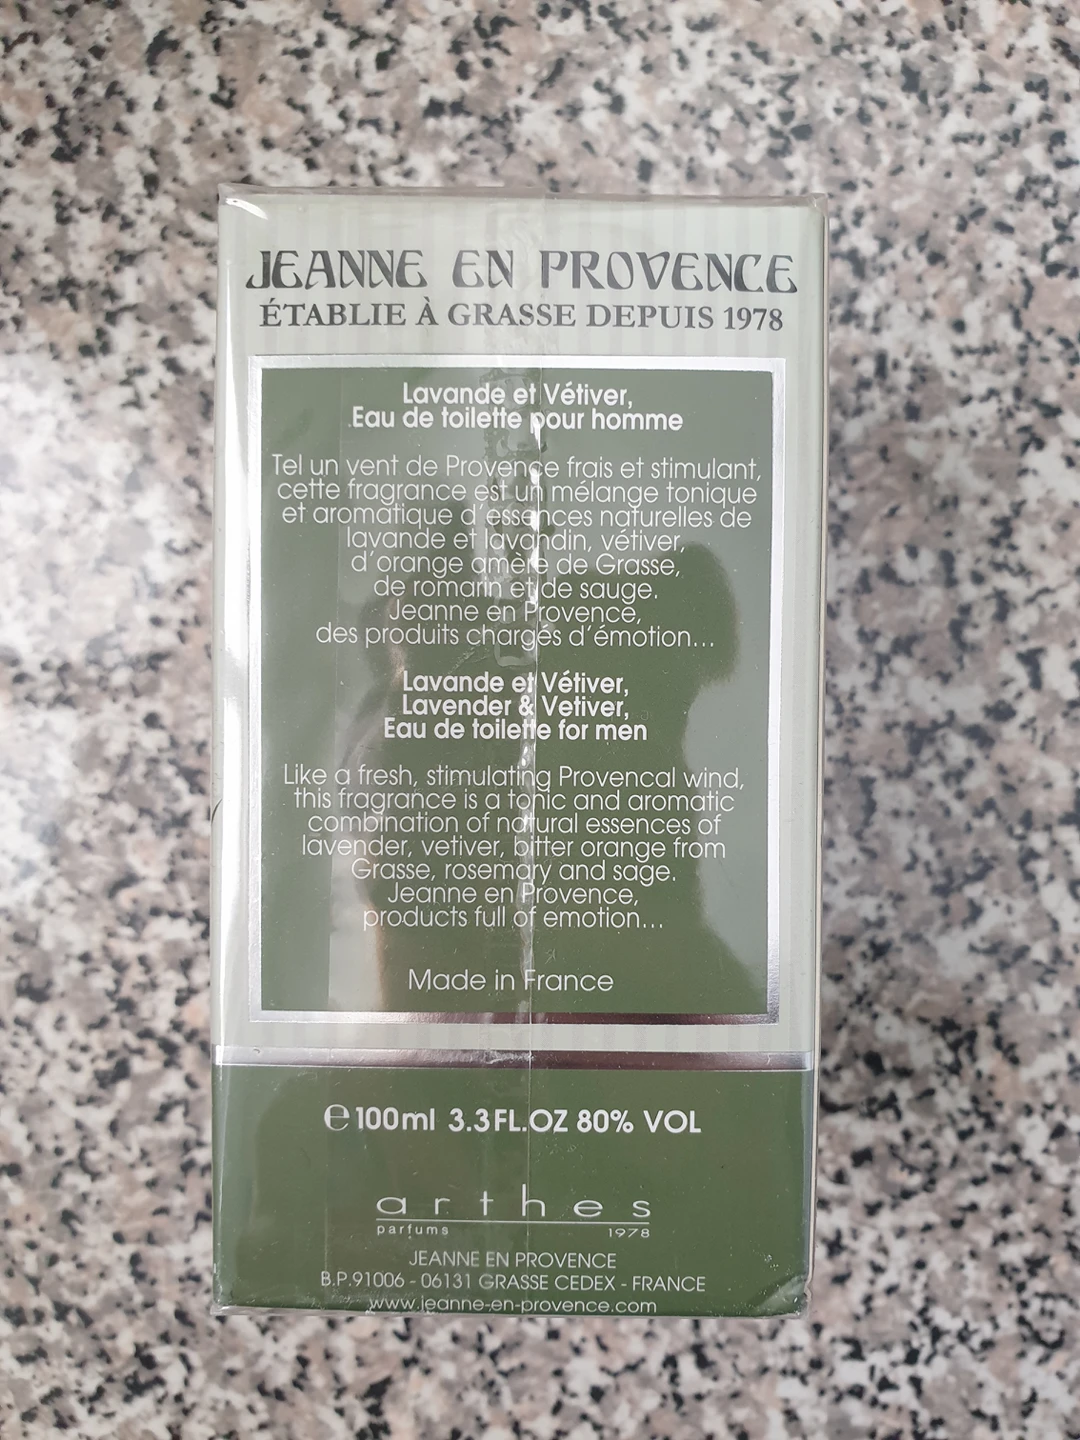 JEANNE EN PROVENCE
ÉTABLIE À GRASSE DEPUIS 1978
Lavande et Vétiver,
Eau de toilette pour homme
Tel un vent de Provence frais et stimulant,
cette fragrance est un mélange tonique
et aromatique d'essences naturelles de
lavande et lavandin, vétiver,
d'orange amère de Grasse,
de romarin et de sauge.
Jeanne en Provence,
des produits chargés d'émotion...
Lavande et Vétiver,
Lavender & Vetiver,
Eau de toilette for men
Like a fresh, stimulating Provencal wind,
this fragrance is a tonic and aromatic
combination of natural essences of
lavender, vetiver, bitter orange from
Grasse, rosemary and sage.
Jeanne en Provence,
products full of emotion...
Made in France
℮ 100ml 3.3FL.OZ 80% VOL
arthes
parfums 1978
JEANNE EN PROVENCE
B.P.91006 - 06131 GRASSE CEDEX - FRANCE
www.jeanne-en-provence.com